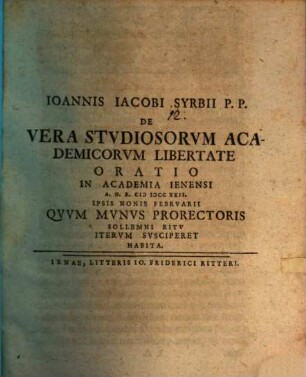 IOANNIS IACOBI SYRBII P. P.
12.
DE
VERA STVDIOSORVM ACA-
DEMICORVM LIBERTATE
ORATIO
IN ACADEMIA IENENSI
A. O. R. CIↃ IↃCC XXII.
IPSIS NONIS FEBRVARII
QVVM MVNVS PRORECTORIS
SOLLEMNI RITV
ITERVM SVSCIPERET
HABITA.
IENAE, LITTERIS IO. FRIDERICI RITTERI.